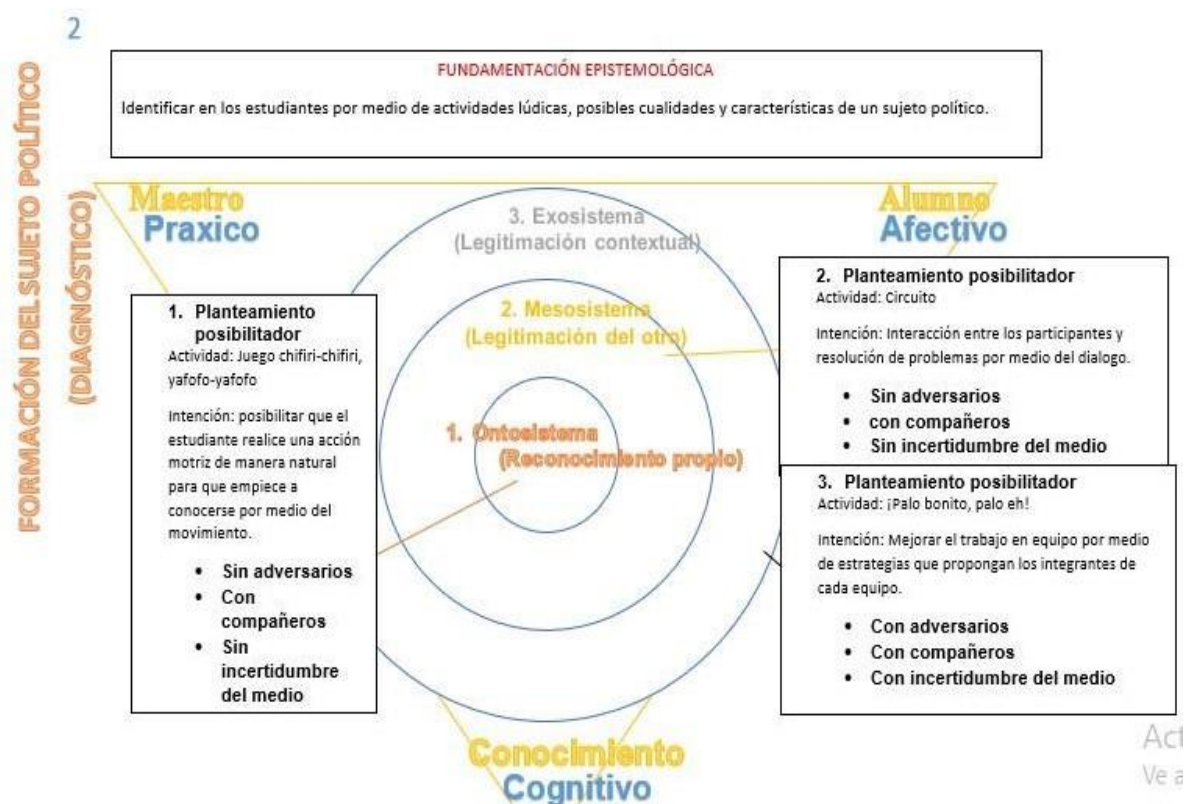 2
FORMACIÓN DEL SUJETO POLÍTICO
(DIAGNÓSTICO)
FUNDAMENTACIÓN EPISTEMOLÓGICA
Identificar en los estudiantes por medio de actividades lúdicas, posibles cualidades y características de un sujeto político.
Maestro
Praxico
Alumno
Afectivo
3. Exosistema
(Legitimación contextual)
2. Mesosistema
(Legitimación del otro)
1. Ontosistema
(Reconocimiento propio)
1. Planteamiento
posibilitador
Actividad: Juego chifiri-chifiri,
yafofo-yafofo
Intención: posibilitar que el
estudiante realice una acción
motriz de manera natural
para que empiece a
conocerse por medio del
movimiento.
• Sin adversarios
• Con
compañeros
• Sin
incertidumbre
del medio
2. Planteamiento posibilitador
Actividad: Circuito
Intención: Interacción entre los participantes y
resolución de problemas por medio del dialogo.
• Sin adversarios
• con compañeros
• Sin incertidumbre del medio
3. Planteamiento posibilitador
Actividad: ¡Palo bonito, palo eh!
Intención: Mejorar el trabajo en equipo por medio
de estrategias que propongan los integrantes de
cada equipo.
• Con adversarios
• Con compañeros
• Con incertidumbre del medio
Conocimiento
Cognitivo
Act
Ve a